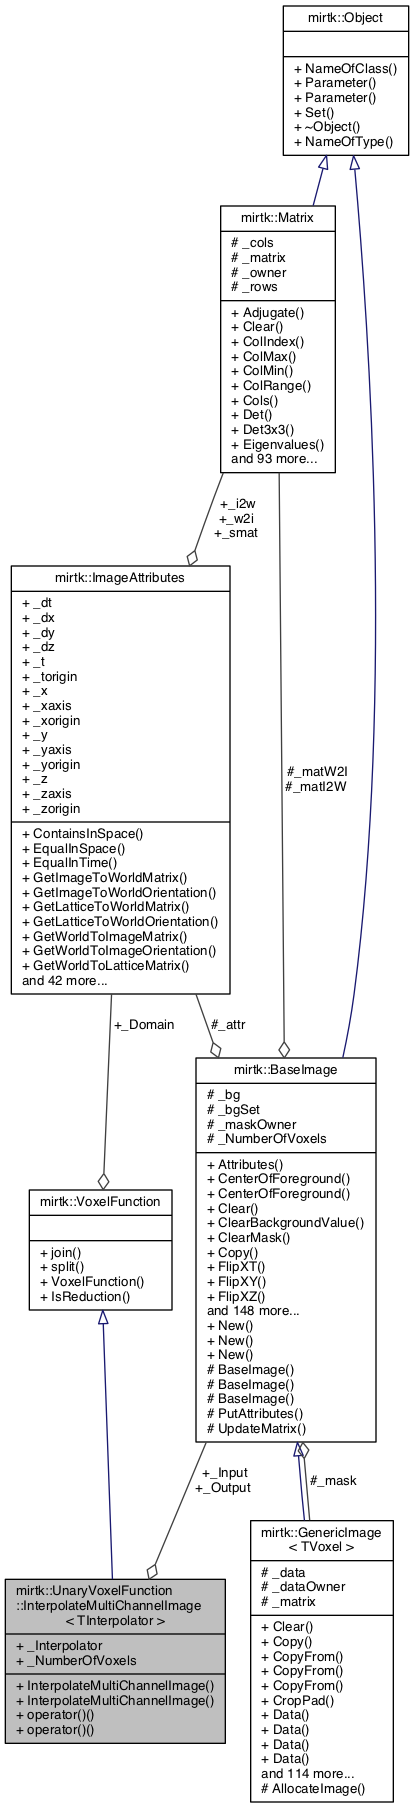 mirtk::Object
+ NameOfClass()
+ Parameter()
+ Parameter()
+ Set()
+ ~Object()
+ NameOfType()
mirtk::Matrix
# _cols
# _matrix
# _owner
# _rows
+ Adjugate()
+ Clear()
+ ColIndex()
+ ColMax()
+ ColMin()
+ ColRange()
+ Cols()
+ Det()
+ Det3x3()
+ Eigenvalues()
and 93 more...
+_i2w
+_w2i
+_smat
mirtk::ImageAttributes
+ _dt
+ _dx
+ _dy
+ _dz
+ _t
+ _torigin
+ _x
+ _xaxis
+ _xorigin
+ _y
+ _yaxis
+ _yorigin
+ _z
+ _zaxis
+ _zorigin
+ ContainsInSpace()
+ EqualInSpace()
+ EqualInTime()
+ GetImageToWorldMatrix()
+ GetImageToWorldOrientation()
+ GetLatticeToWorldMatrix()
+ GetLatticeToWorldOrientation()
+ GetWorldToImageMatrix()
+ GetWorldToImageOrientation()
+ GetWorldToLatticeMatrix()
and 42 more...
#_matW2I
#_matI2W
+_Domain
#_attr
mirtk::BaseImage
# _bg
# _bgSet
# _maskOwner
# _NumberOfVoxels
+ Attributes()
+ CenterOfForeground()
+ CenterOfForeground()
+ Clear()
+ ClearBackgroundValue()
+ ClearMask()
+ Copy()
+ FlipXT()
+ FlipXY()
+ FlipXZ()
and 148 more...
+ New()
+ New()
+ New()
# BaseImage()
# BaseImage()
# BaseImage()
# PutAttributes()
# UpdateMatrix()
mirtk::VoxelFunction
+ join()
+ split()
+ VoxelFunction()
+ IsReduction()
+_Input
+_Output
#_mask
mirtk::GenericImage
< TVoxel >
# _data
# _dataOwner
# _matrix
+ Clear()
+ Copy()
+ CopyFrom()
+ CopyFrom()
+ CopyFrom()
+ CropPad()
+ Data()
+ Data()
+ Data()
+ Data()
and 114 more...
# AllocateImage()
mirtk::UnaryVoxelFunction
::InterpolateMultiChannelImage
< TInterpolator >
+ _Interpolator
+ _NumberOfVoxels
+ InterpolateMultiChannelImage()
+ InterpolateMultiChannelImage()
+ operator()()
+ operator()()